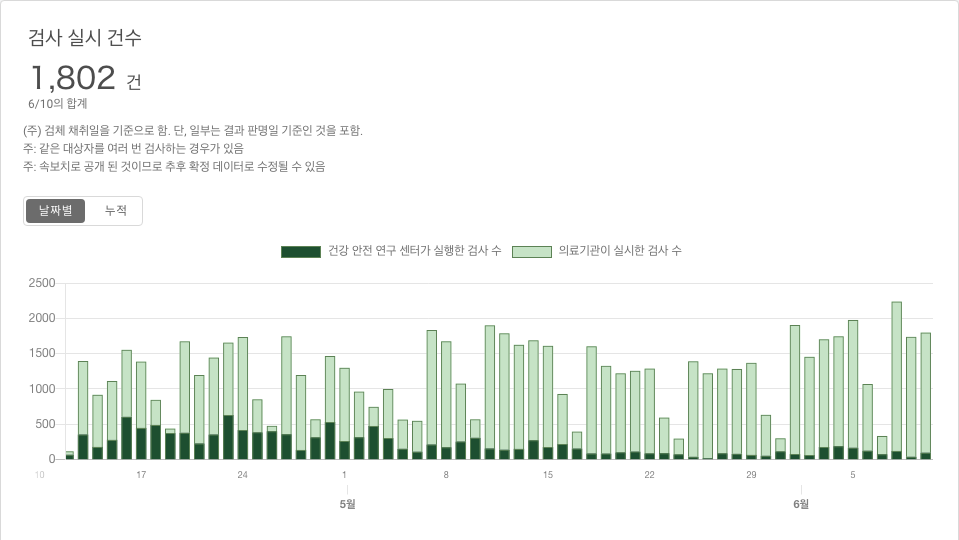 검사 실시 건수
1,802 건
6/10의 합계
(주) 검체 채취일을 기준으로 함. 단, 일부는 결과 판명일 기준인 것을 포함.
주: 같은 대상자를 여러 번 검사하는 경우가 있음
주: 속보치로 공개 된 것이므로 추후 확정 데이터로 수정될 수 있음
날짜별 누적
건강 안전 연구 센터가 실행한 검사 수 의료기관이 실시한 검사 수
2500
2000
1500
1000
500
0
10 17 24 1 8 15 22 29 5
5월 6월